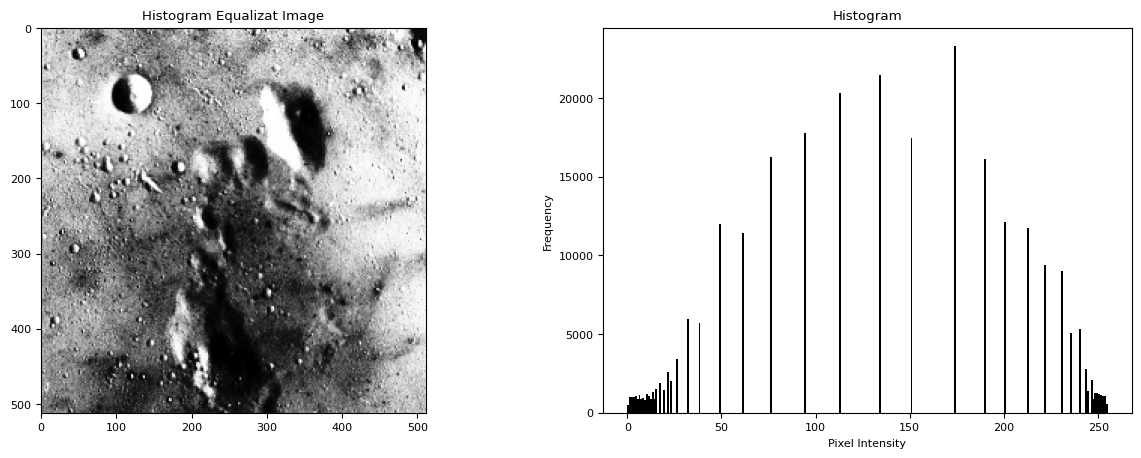 Histogram Equalizat Image
0
100
200
300
400
500
0 100 200 300 400 500
Histogram
Frequency
20000
15000
10000
5000
0
0 50 100 150 200 250
Pixel Intensity